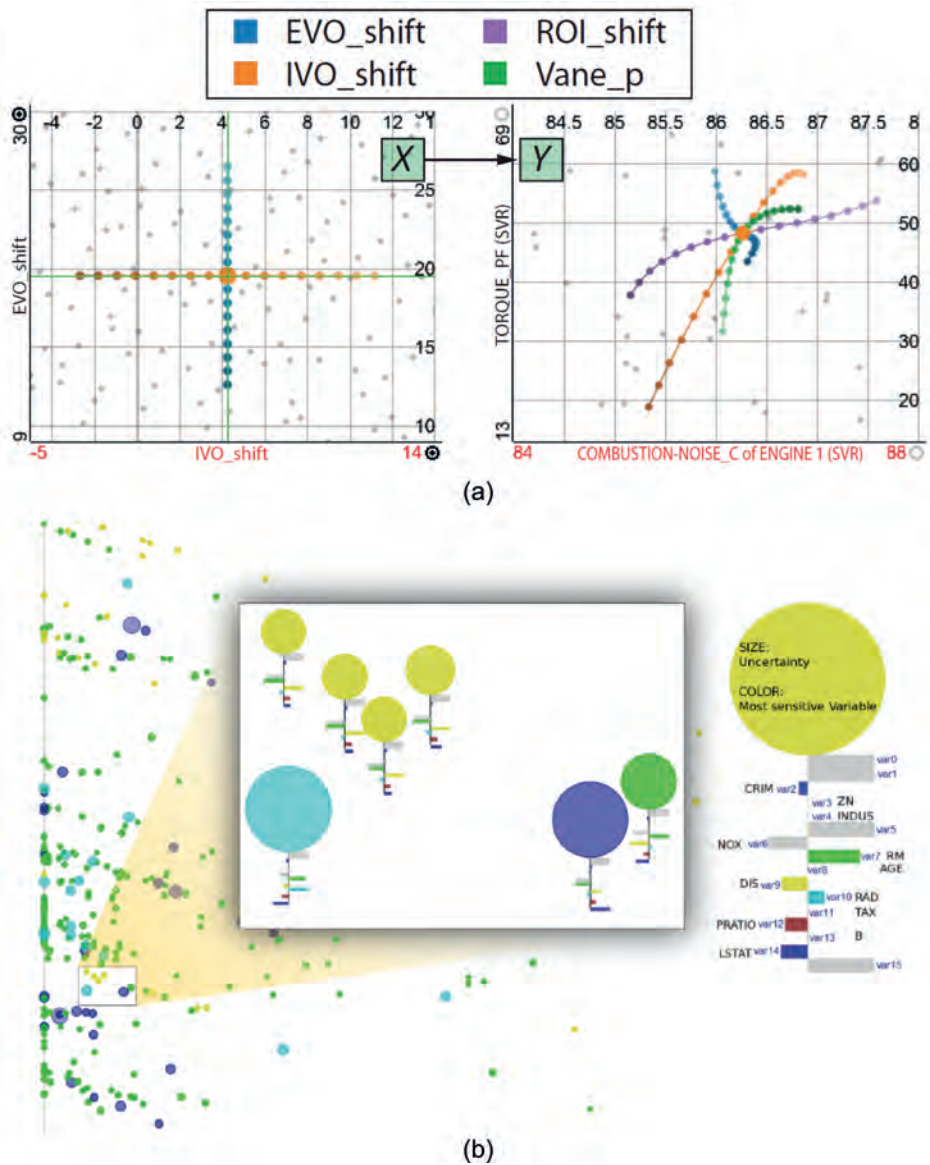 EVO_shift ROI_shift
IVO_shift Vane_p
30
-4 -2 0 2 4 6 8 10 12 1
30
25
20
15
10
EVO_shift
9
-5 IVO_shift 14
X
Y
69
84.5 85 85.5 86 86.5 87 87.5 8
60
50
40
30
20
TORQUE_PF (SVR)
13
84 COMBUSTION-NOISE_C of ENGINE 1 (SVR) 88
(a)
SIZE:
Uncertainty
COLOR:
Most sensitive Variable
var0
var1
CRIM var2
var3 ZN
var4 INDUS
var5
NOX var6
var7 RM
var8 AGE
DIS var9
var10 RAD
var11 TAX
PRATIO var12
var13 B
LSTAT var14
var15
(b)